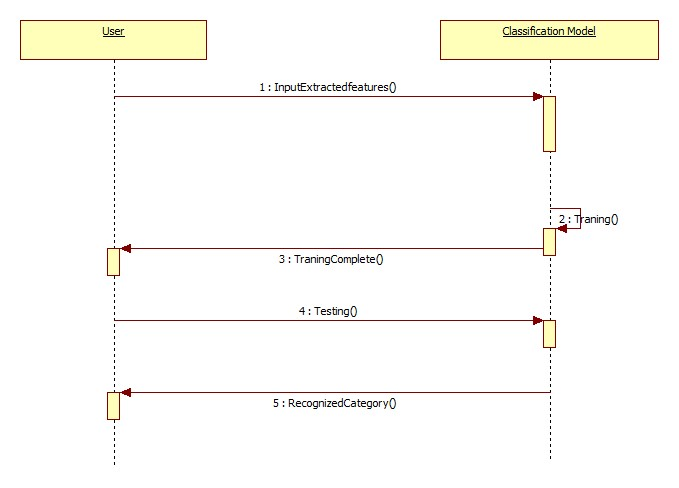 User
Classification Model
1 : InputExtractedfeatures()
2 : Traning()
3 : TraningComplete()
4 : Testing()
5 : RecognizedCategory()